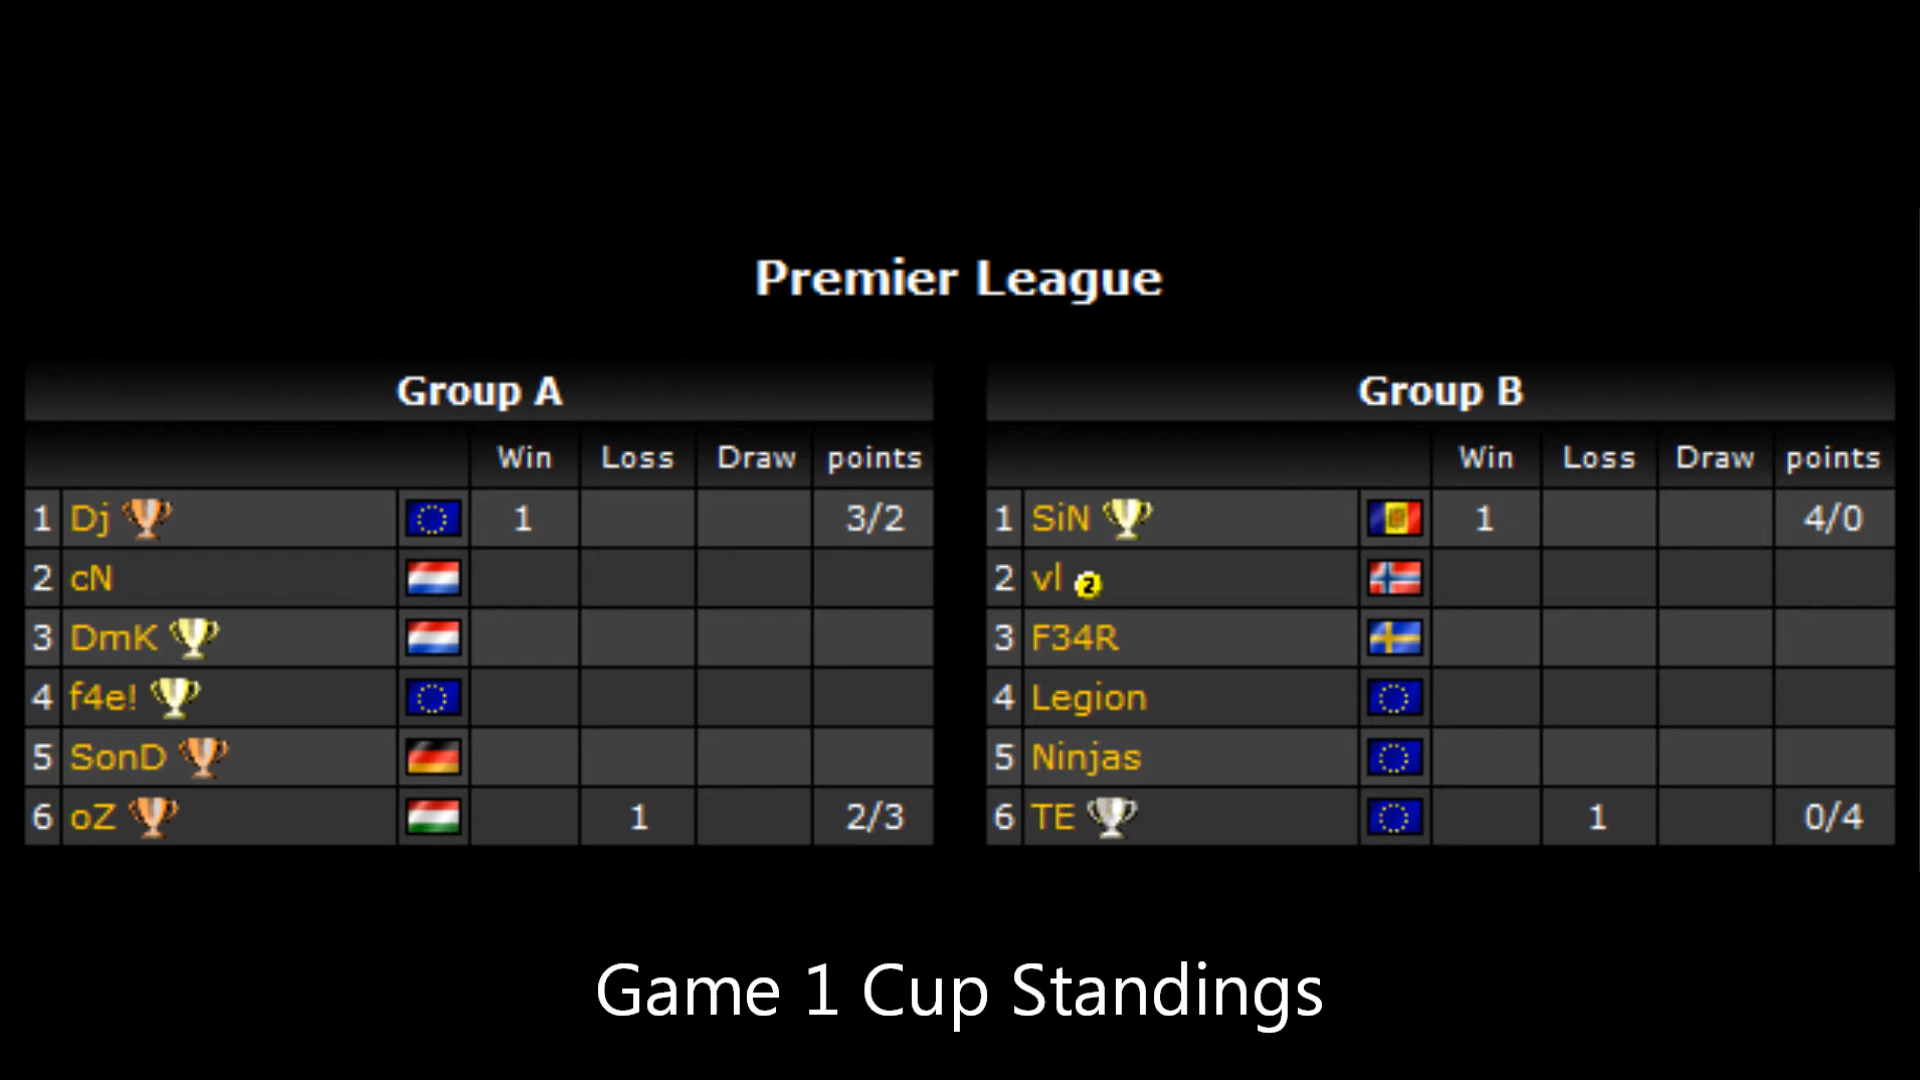 Premier League
Group A
Win Loss Draw points
1 Dj 1 3/2
2 cN
3 DmK
4 f4e!
5 SonD
6 oZ 1 2/3
Group B
Win Loss Draw points
1 SiN 1 4/0
2 vl 2
3 F34R
4 Legion
5 Ninjas
6 TE 1 0/4
Game 1 Cup Standings